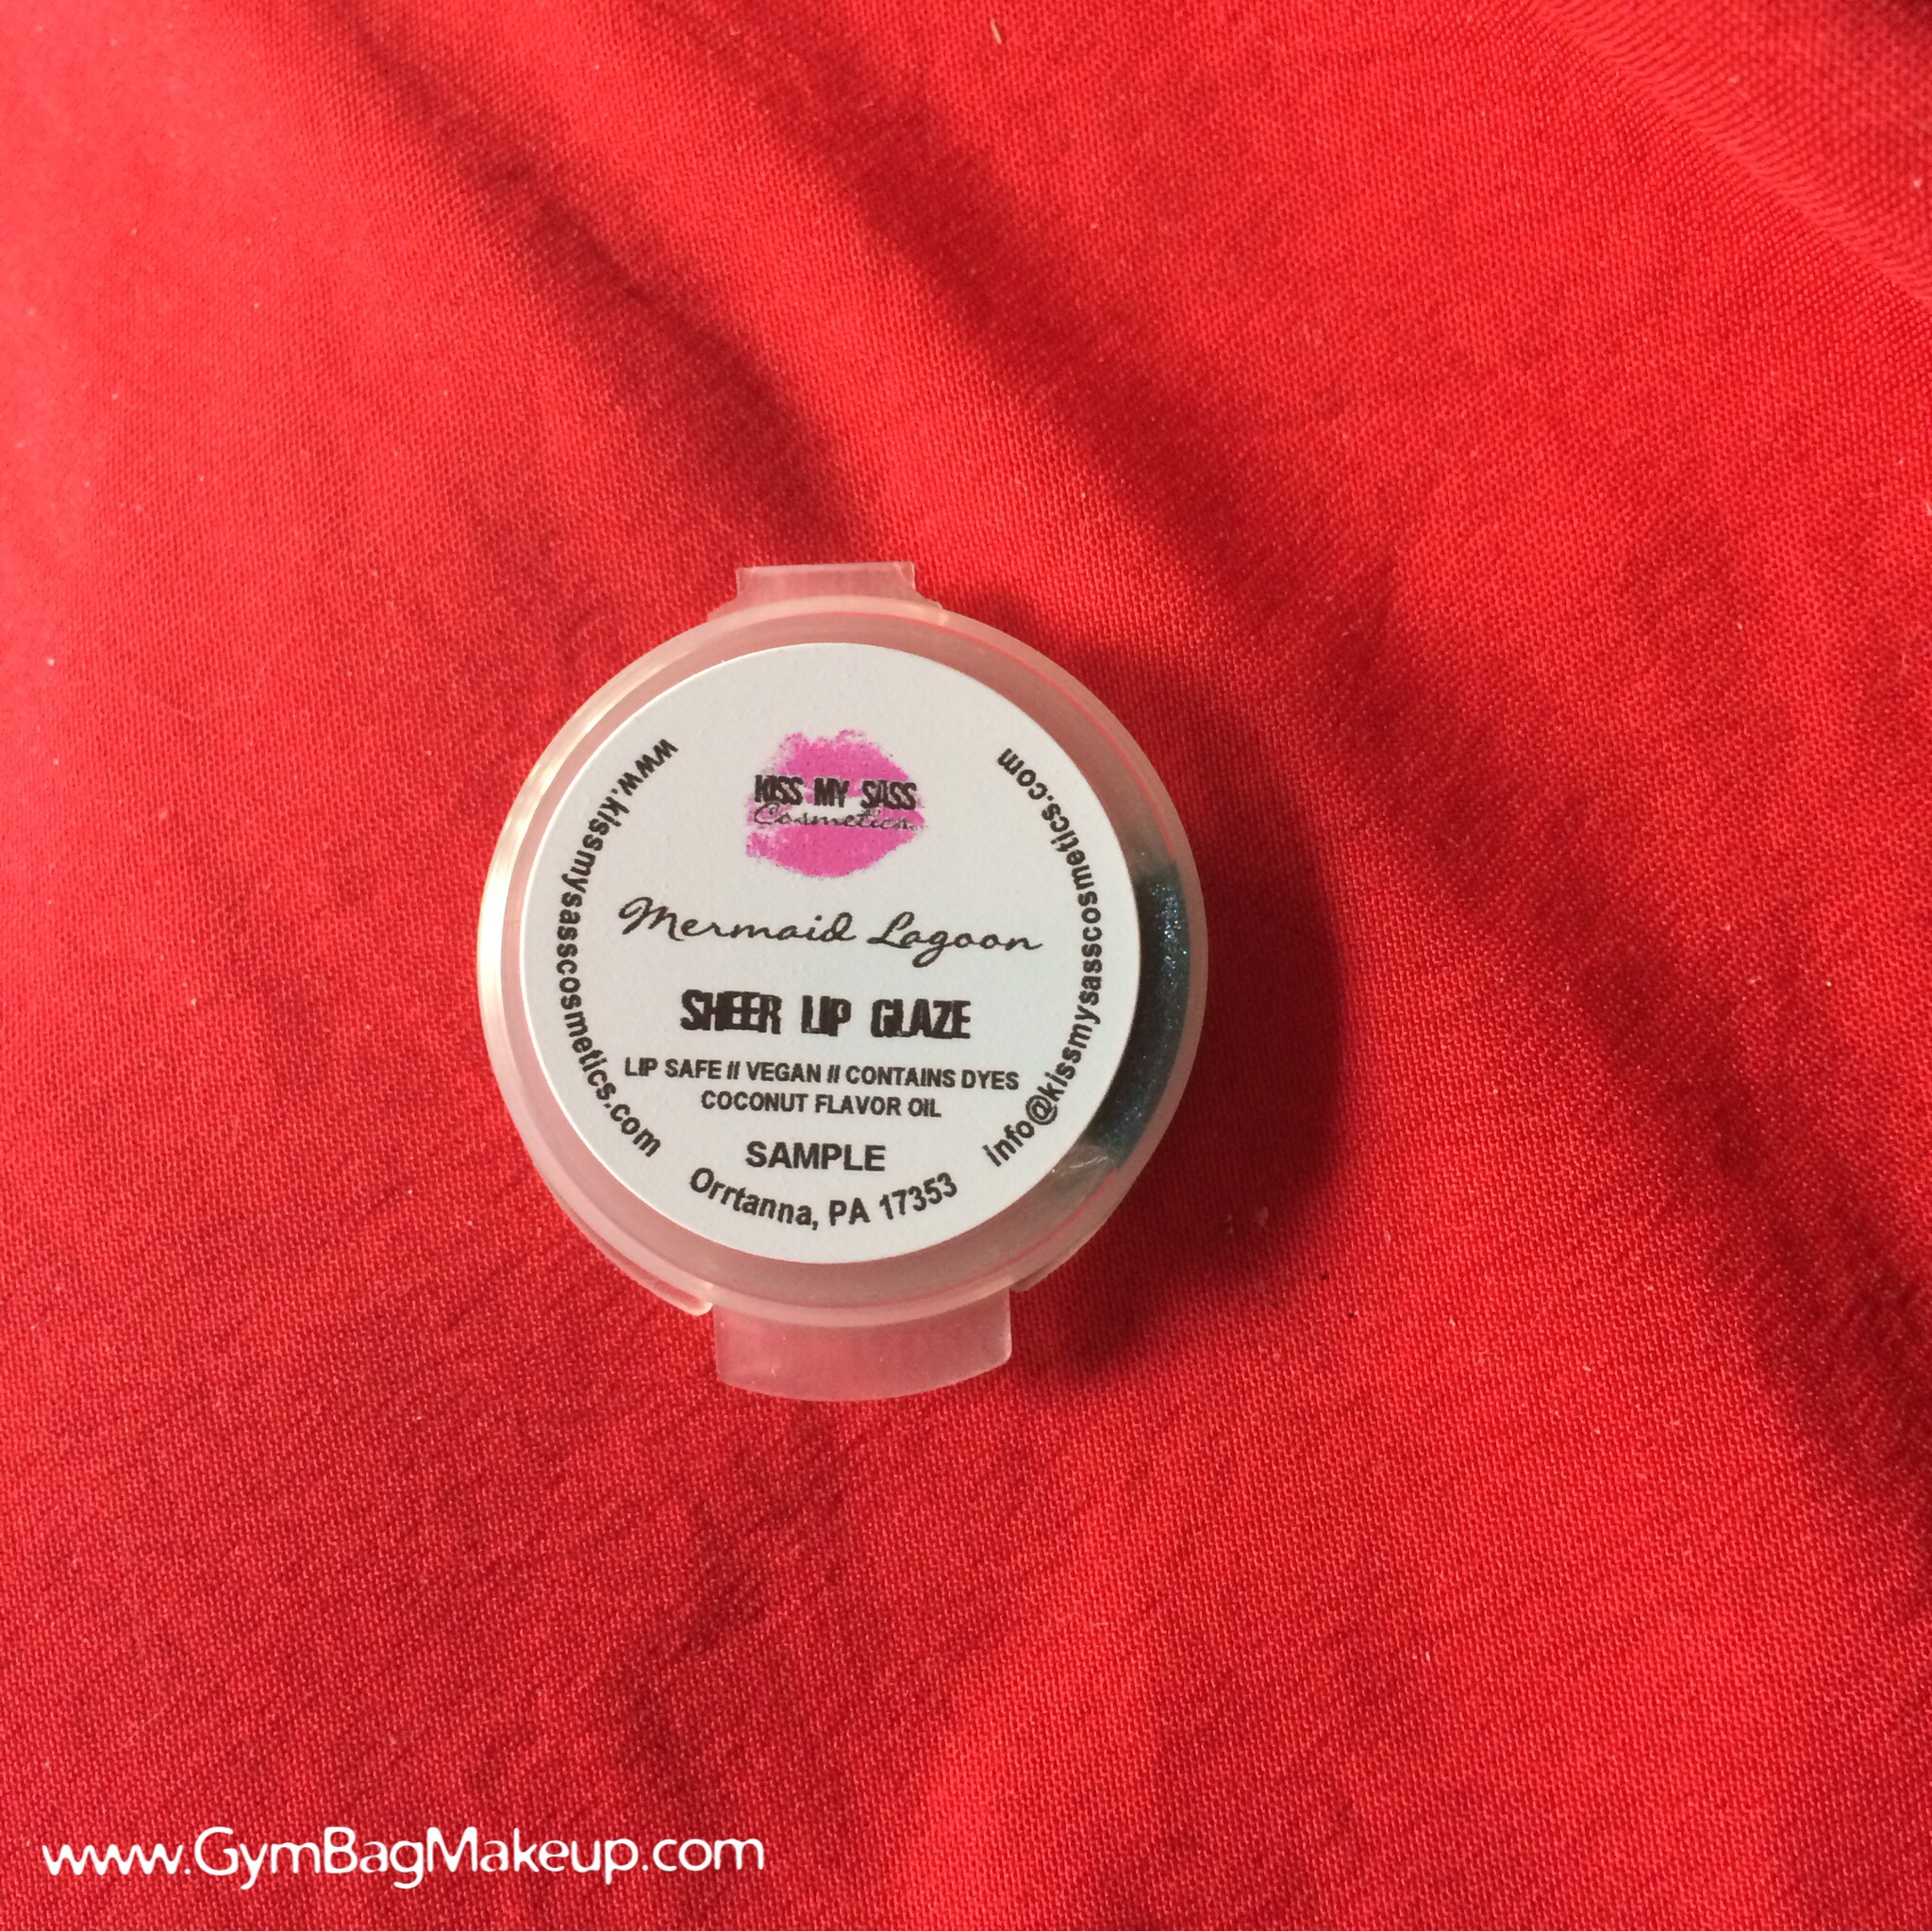 KISS MY SASS
Cosmetics
Mermaid Lagoon
SHEER LIP GLAZE
LIP SAFE // VEGAN // CONTAINS DYES
COCONUT FLAVOR OIL
SAMPLE
Orrtanna, PA 17353
www.kissmysasscosmetics.com
info@kissmysasscosmetics.com
www.GymBagMakeup.com